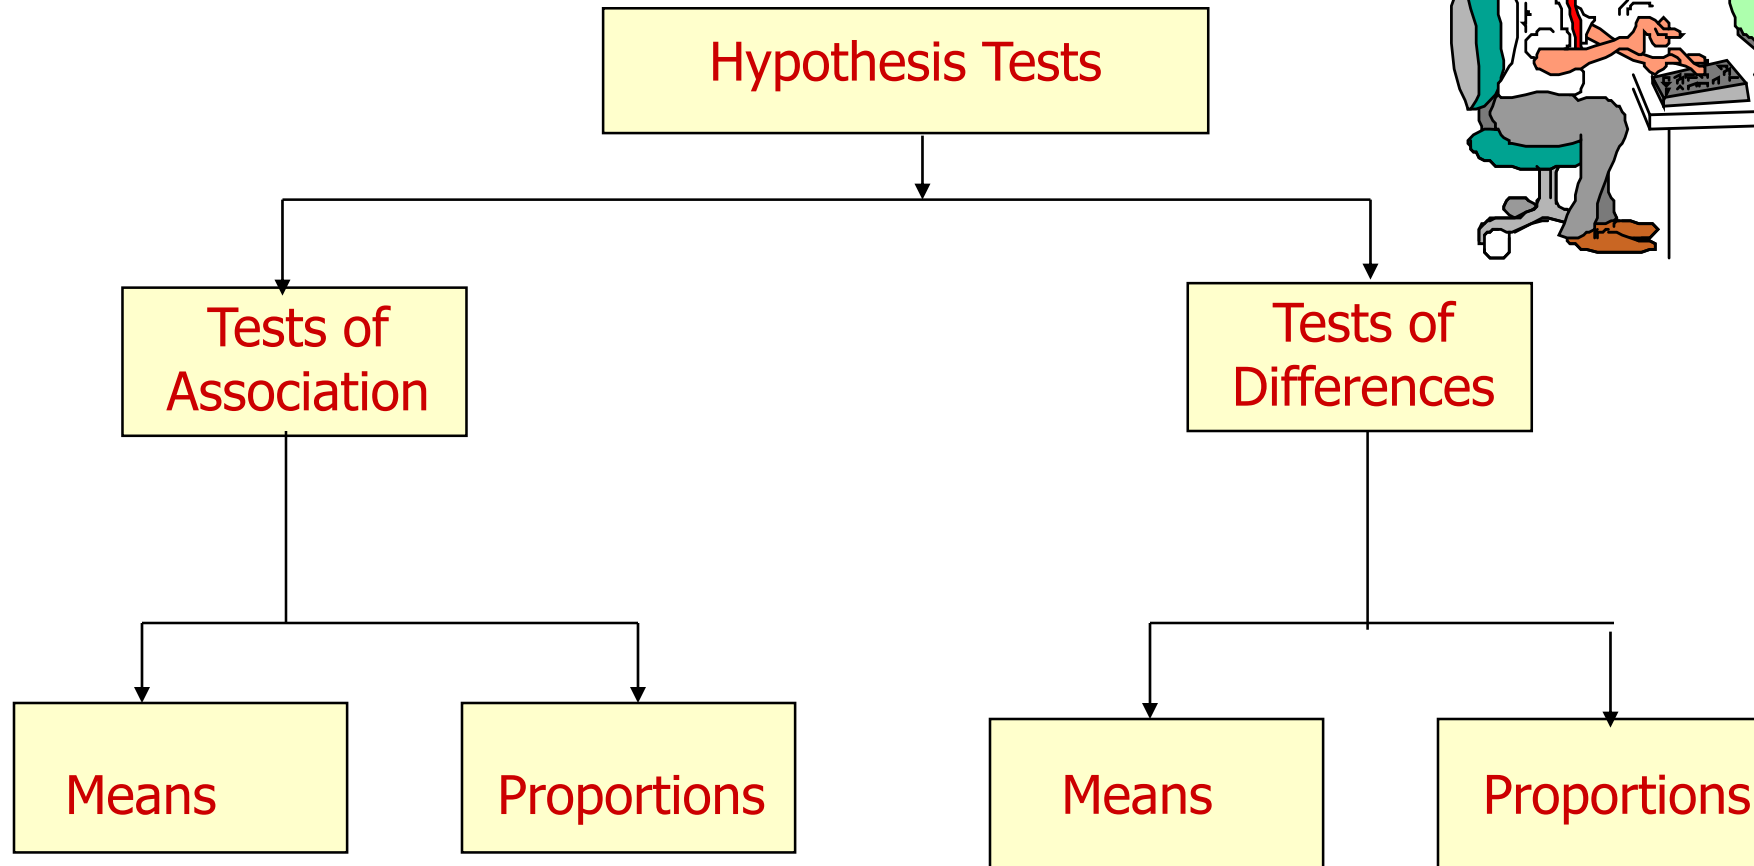 Hypothesis Tests
Tests of
Association
Tests of
Differences
Means
Proportions
Means
Proportions